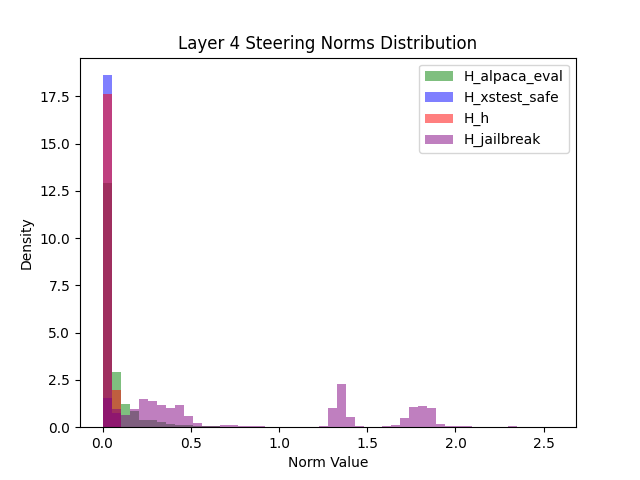 Layer 4 Steering Norms Distribution
H_alpaca_eval
H_xstest_safe
H_h
H_jailbreak
Density
17.5
15.0
12.5
10.0
7.5
5.0
2.5
0.0
0.0 0.5 1.0 1.5 2.0 2.5
Norm Value